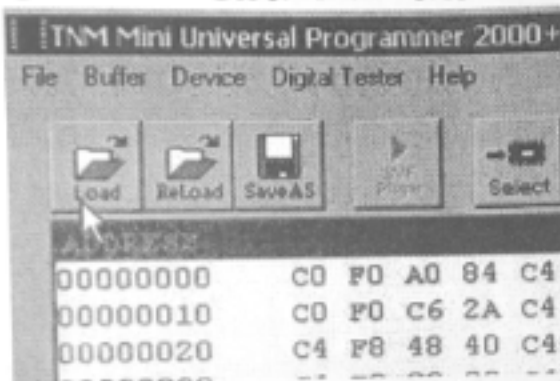 TNM Mini Universal Programmer 2000+
File Buffer Device Digital Tester Help
Load ReLoad SaveAS Player Select
ADDRESS
00000000 C0 F0 A0 84 C4
00000010 C0 F0 C6 2A C4
00000020 C4 F8 48 40 C4